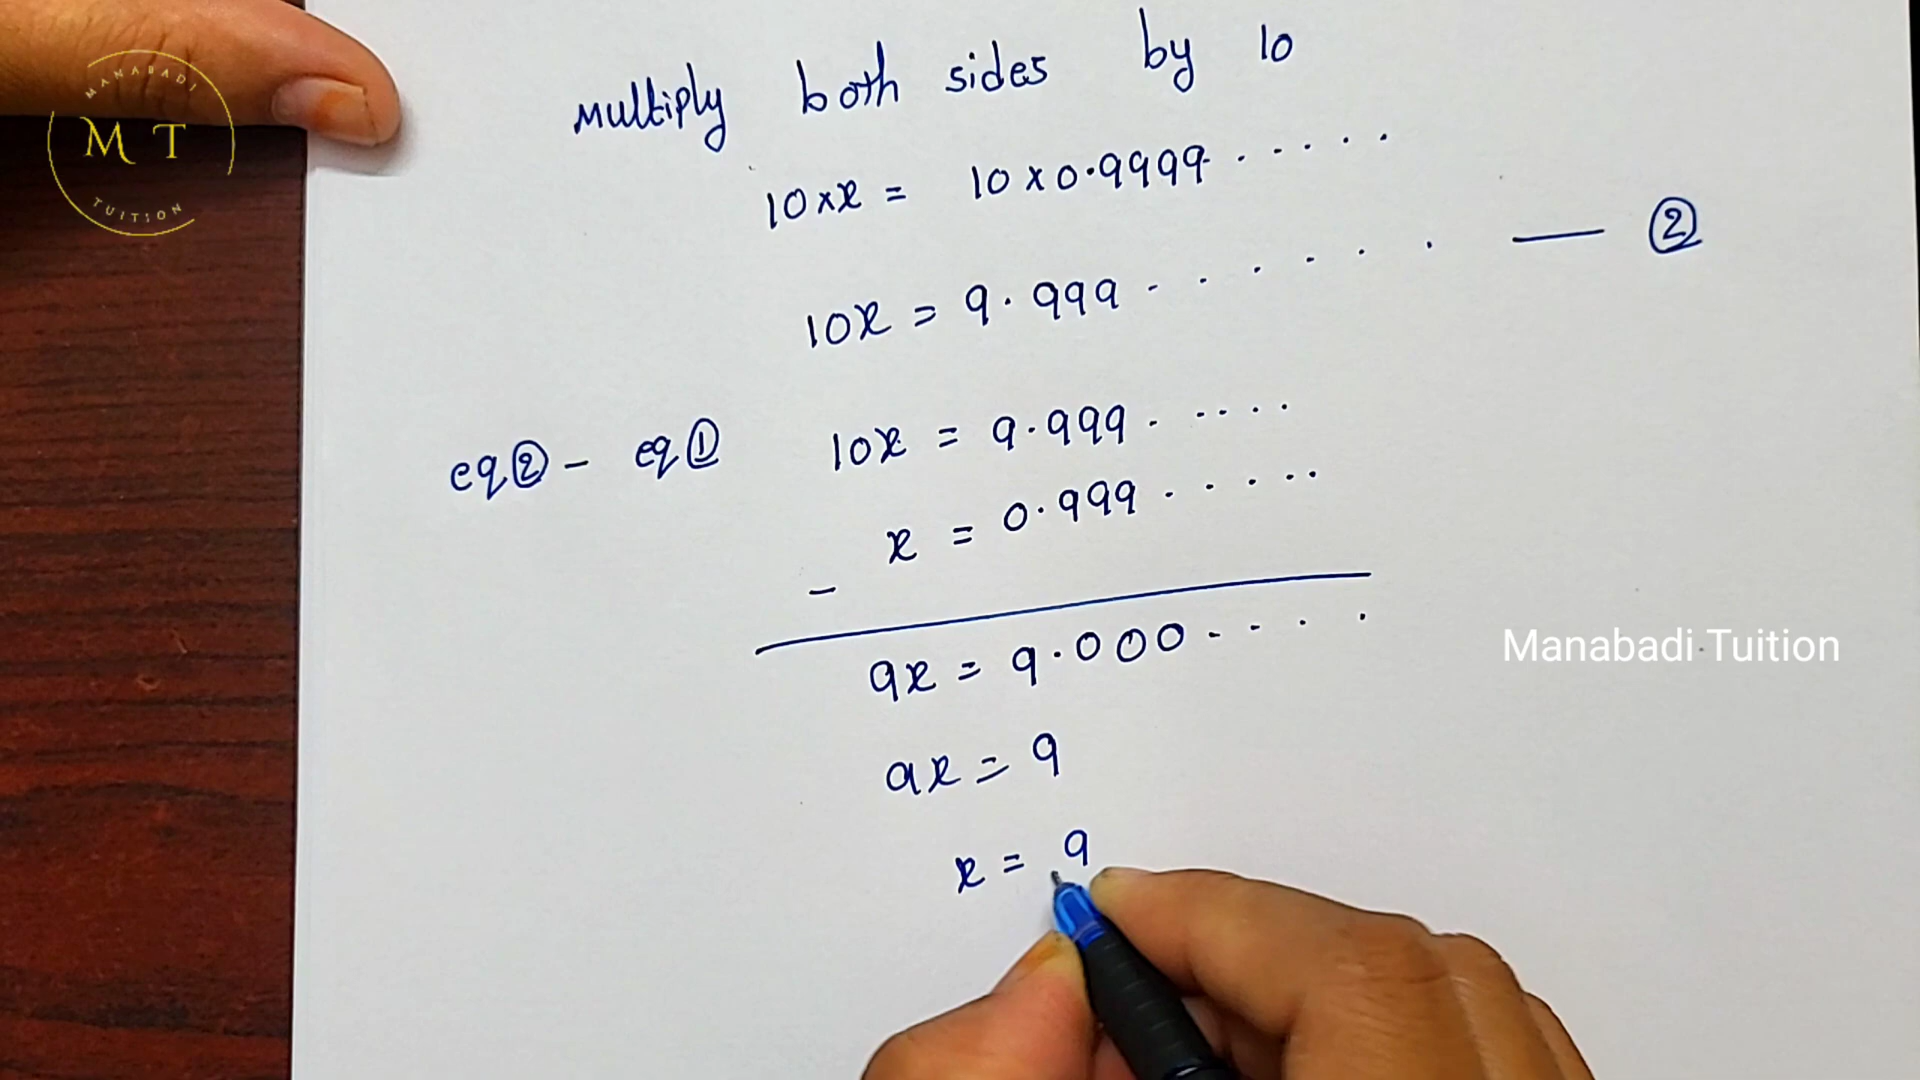 MANABADI
M T
TUITION
Multiply both sides by 10
10×x = 10×0.9999.....
10x = 9.999...... — ②
eq② - eq① 10x = 9.999.....
x = 0.999.....
-
9x = 9.000....
Manabadi Tuition
9x = 9
x = 9